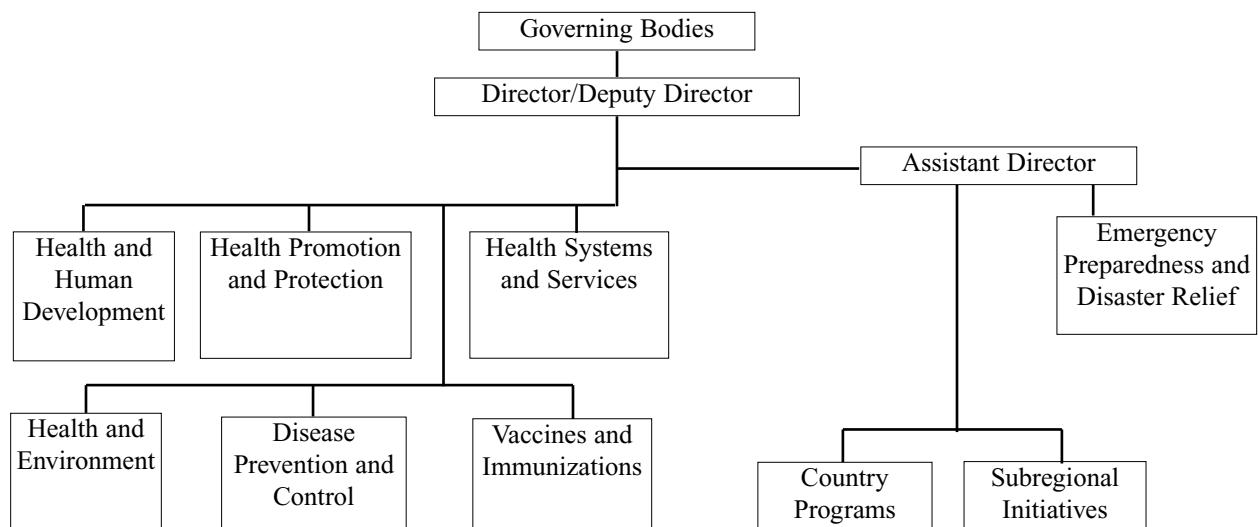 Governing Bodies
Director/Deputy Director
Assistant Director
Health and
Human
Development
Health Promotion
and Protection
Health Systems
and Services
Emergency
Preparedness and
Disaster Relief
Health and
Environment
Disease
Prevention and
Control
Vaccines and
Immunizations
Country
Programs
Subregional
Initiatives